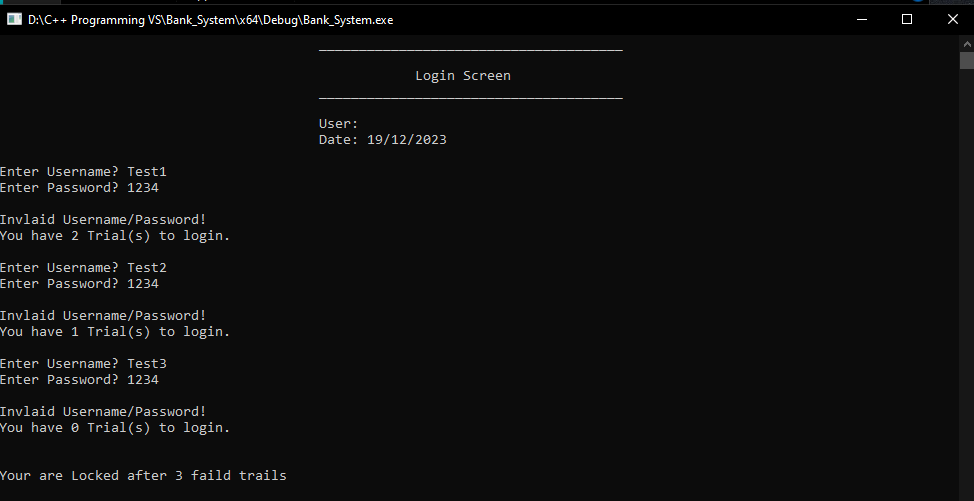 D:\C++ Programming VS\Bank_System\x64\Debug\Bank_System.exe
Login Screen
User:
Date: 19/12/2023
Enter Username? Test1
Enter Password? 1234
Invlaid Username/Password!
You have 2 Trial(s) to login.
Enter Username? Test2
Enter Password? 1234
Invlaid Username/Password!
You have 1 Trial(s) to login.
Enter Username? Test3
Enter Password? 1234
Invlaid Username/Password!
You have 0 Trial(s) to login.
Your are Locked after 3 faild trails